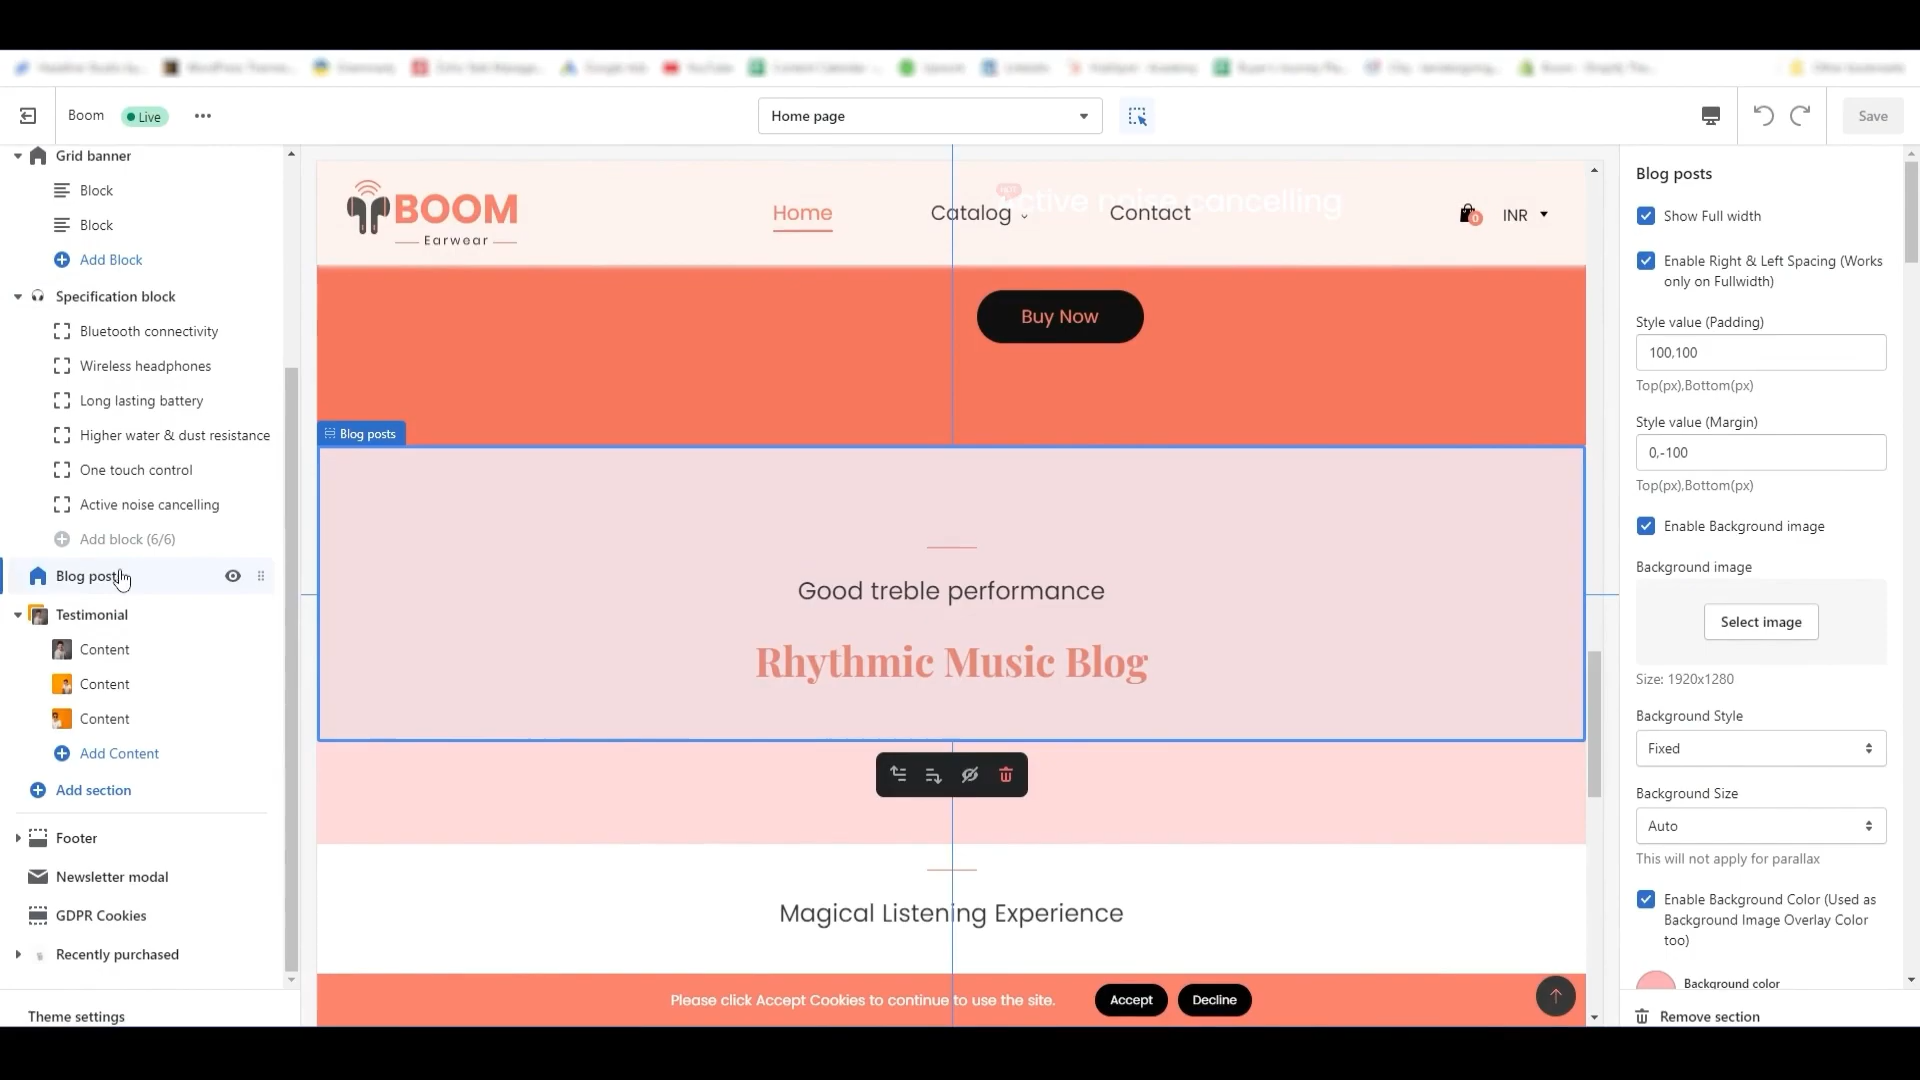 Boom
Live
Home page
Save
Grid banner
Block
Block
Add Block
Specification block
Bluetooth connectivity
Wireless headphones
Long lasting battery
Higher water & dust resistance
One touch control
Active noise cancelling
Add block (6/6)
Blog posts
Testimonial
Content
Content
Content
Add Content
Add section
Footer
Newsletter modal
GDPR Cookies
Recently purchased
Theme settings
BOOM
Earwear
Home
HOT
Active noise cancelling
Catalog
Contact
0
INR
Buy Now
Blog posts
Good treble performance
Rhythmic Music Blog
Magical Listening Experience
Please click Accept Cookies to continue to use the site.
Accept
Decline
Blog posts
Show Full width
Enable Right & Left Spacing (Works
only on Fullwidth)
Style value (Padding)
100,100
Top(px),Bottom(px)
Style value (Margin)
0,-100
Top(px),Bottom(px)
Enable Background image
Background image
Select image
Size: 1920x1280
Background Style
Fixed
Background Size
Auto
This will not apply for parallax
Enable Background Color (Used as
Background Image Overlay Color
too)
Background color
Remove section